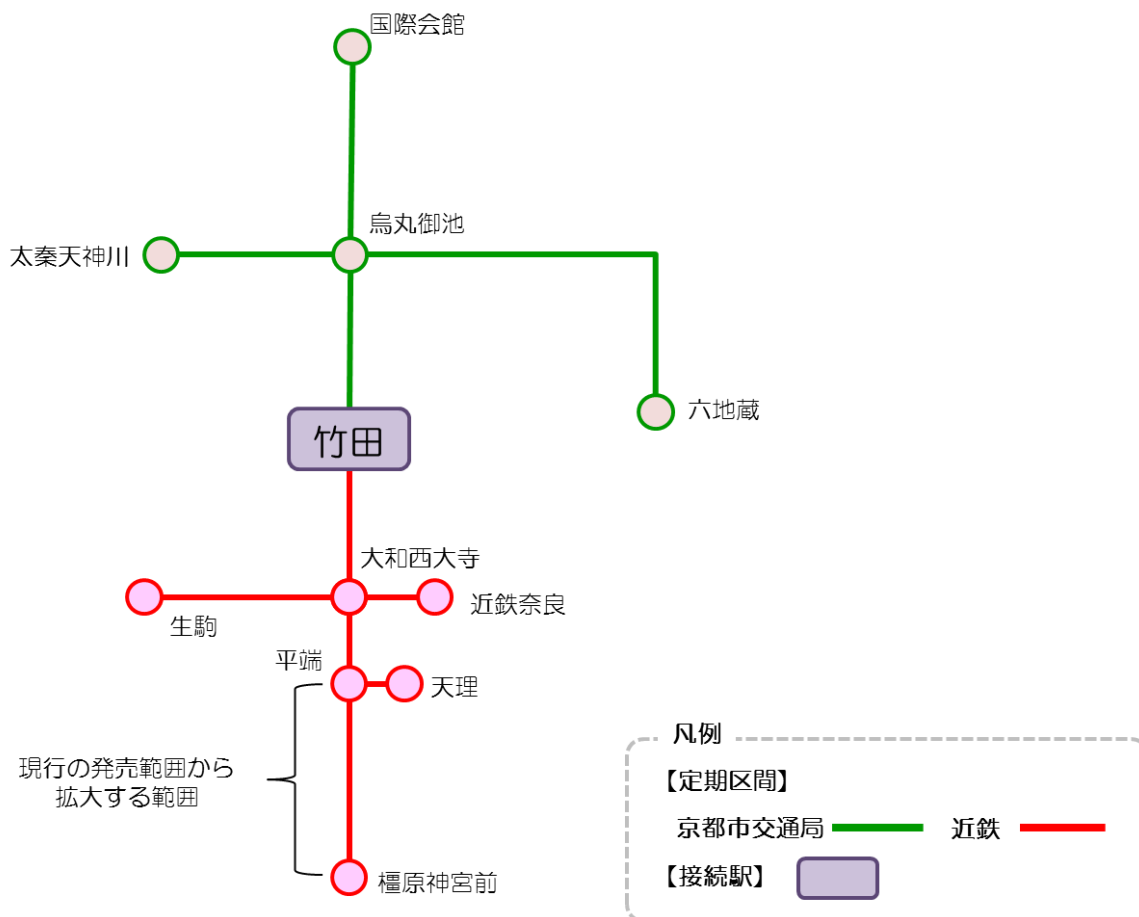 国際会館
烏丸御池
太秦天神川
六地蔵
竹田
大和西大寺
近鉄奈良
生駒
平端
天理
現行の発売範囲から
拡大する範囲
橿原神宮前
凡例
【定期区間】
京都市交通局 近鉄
【接続駅】